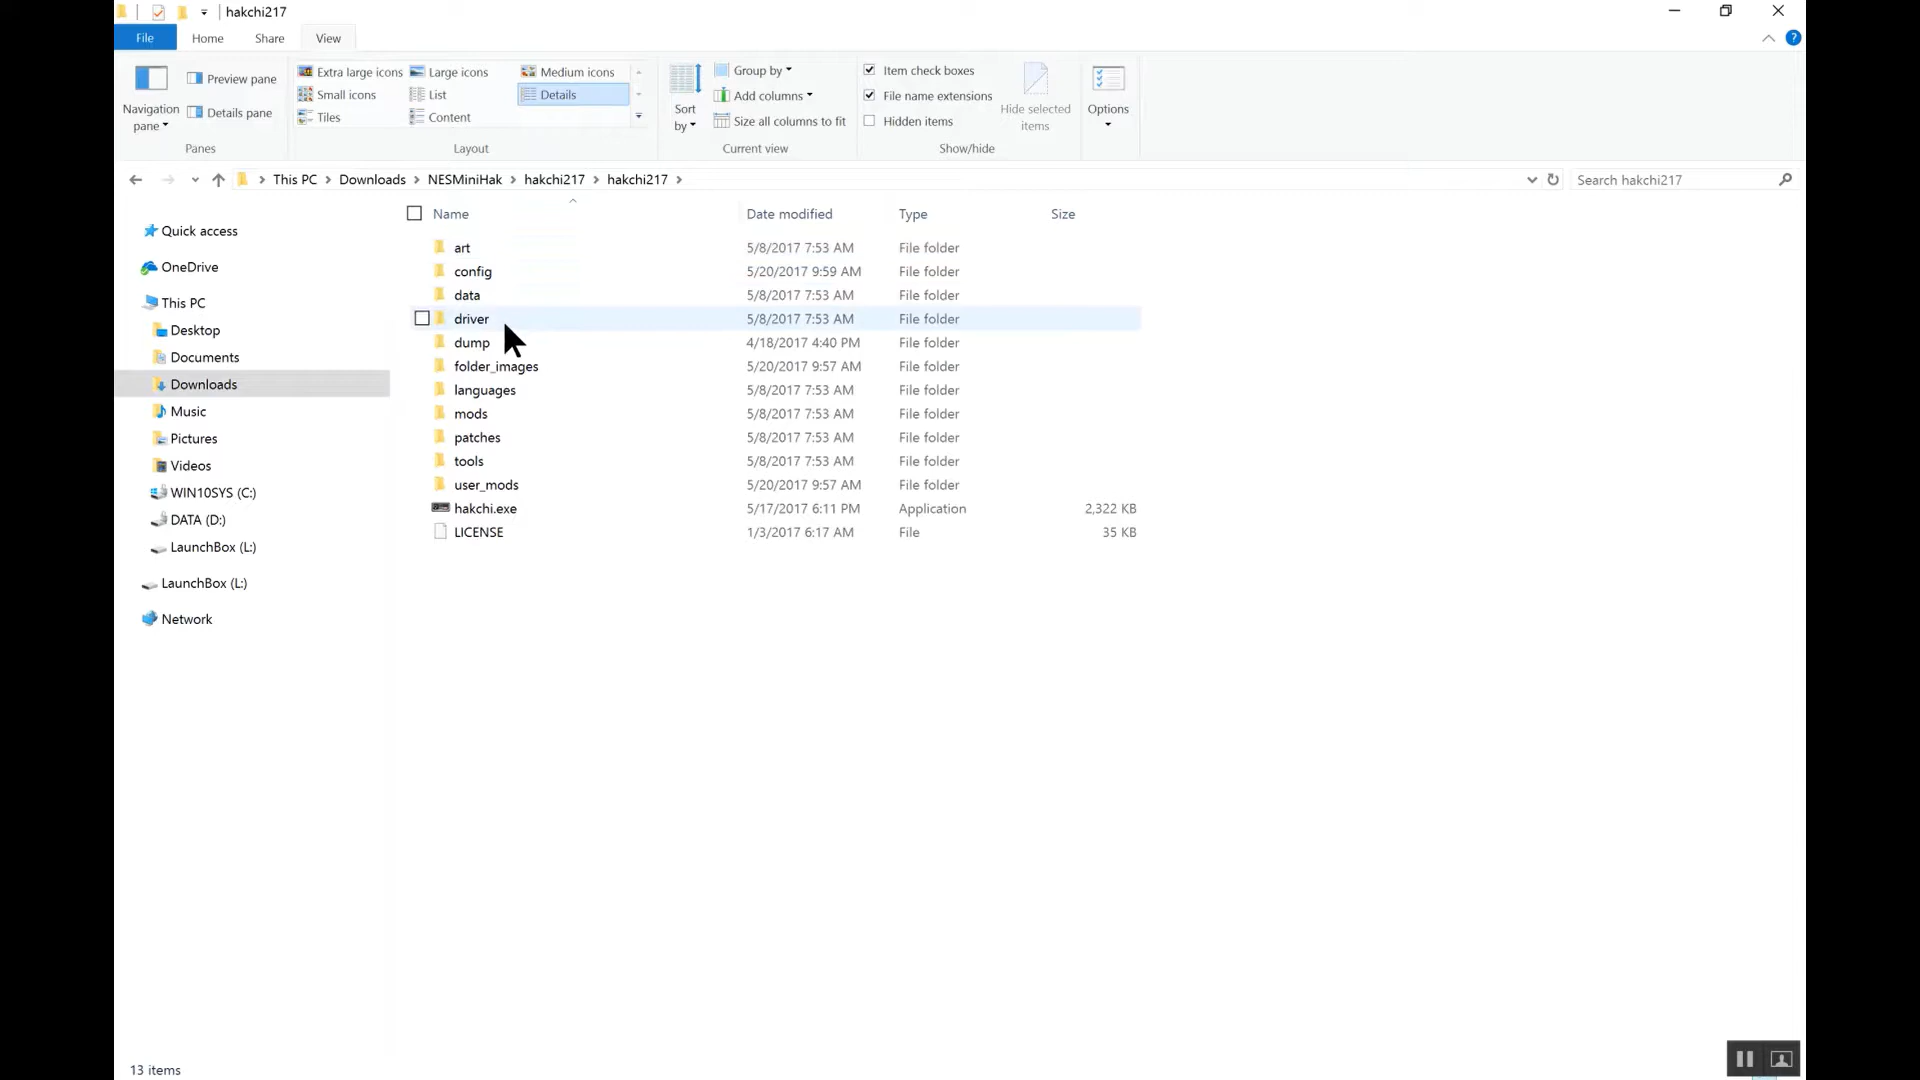 hakchi217
File Home Share View
Navigation pane
Preview pane
Details pane
Panes
Extra large icons Large icons Medium icons
Small icons List Details
Tiles Content
Layout
Sort by
Group by
Add columns
Size all columns to fit
Current view
Item check boxes
File name extensions
Hidden items
Hide selected items
Show/hide
Options
This PC > Downloads > NESMiniHak > hakchi217 > hakchi217 >
Search hakchi217
Quick access
OneDrive
This PC
Desktop
Documents
Downloads
Music
Pictures
Videos
WIN10SYS (C:)
DATA (D:)
LaunchBox (L:)
LaunchBox (L:)
Network
Name Date modified Type Size
art 5/8/2017 7:53 AM File folder
config 5/20/2017 9:59 AM File folder
data 5/8/2017 7:53 AM File folder
driver 5/8/2017 7:53 AM File folder
dump 4/18/2017 4:40 PM File folder
folder_images 5/20/2017 9:57 AM File folder
languages 5/8/2017 7:53 AM File folder
mods 5/8/2017 7:53 AM File folder
patches 5/8/2017 7:53 AM File folder
tools 5/8/2017 7:53 AM File folder
user_mods 5/20/2017 9:57 AM File folder
hakchi.exe 5/17/2017 6:11 PM Application 2,322 KB
LICENSE 1/3/2017 6:17 AM File 35 KB
13 items